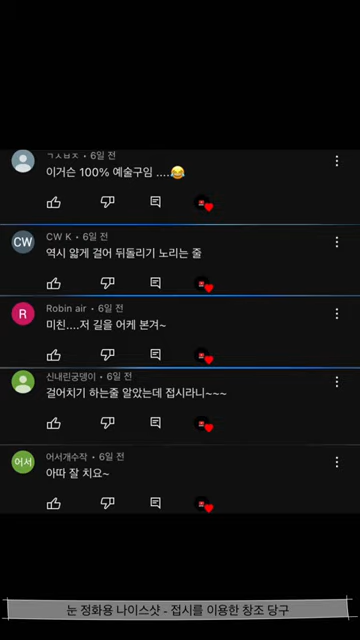 ㄱㅅㅂㅈ • 6일 전
이거슨 100% 예술구임 ....😂
CW
CW K • 6일 전
역시 얇게 걸어 뒤돌리기 노리는 줄
R
Robin air • 6일 전
미친....저 길을 어케 본겨~
신내린궁뎅이 • 6일 전
걸어치기 하는줄 알았는데 접시라니~~~
어서
어서개수작 • 6일 전
아따 잘 치요~
눈 정화용 나이스샷 - 접시를 이용한 창조 당구